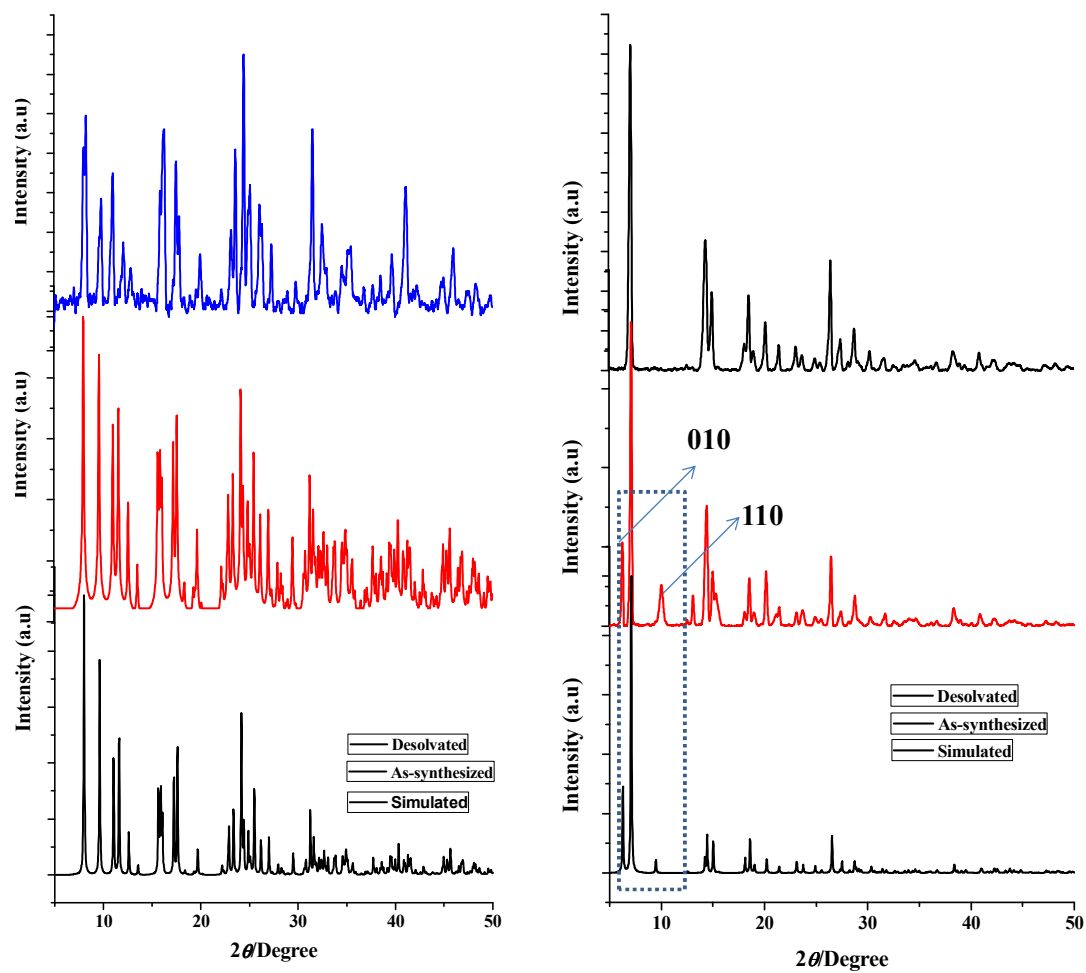 Intensity (a.u)
Intensity (a.u)
Intensity (a.u)
Desolvated
As-synthesized
Simulated
10 20 30 40 50
2θ/Degree
Intensity (a.u)
Intensity (a.u)
Intensity (a.u)
010
110
Desolvated
As-synthesized
Simulated
10 20 30 40 50
2θ/Degree